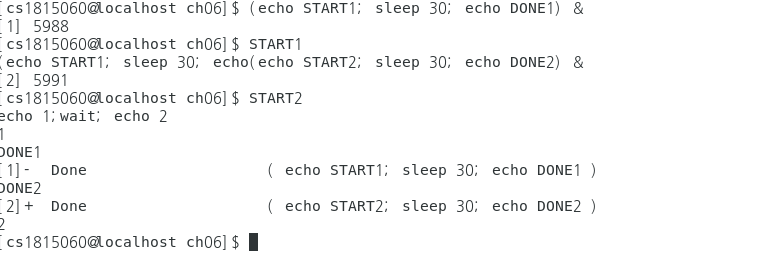 [cs1815060@localhost ch06]$ (echo START1; sleep 30; echo DONE1) &
[1] 5988
[cs1815060@localhost ch06]$ START1
(echo START1; sleep 30; echo(echo START2; sleep 30; echo DONE2) &
[2] 5991
[cs1815060@localhost ch06]$ START2
echo 1;wait; echo 2
1
DONE1
[1]-  Done                    ( echo START1; sleep 30; echo DONE1 )
DONE2
[2]+  Done                    ( echo START2; sleep 30; echo DONE2 )
2
[cs1815060@localhost ch06]$